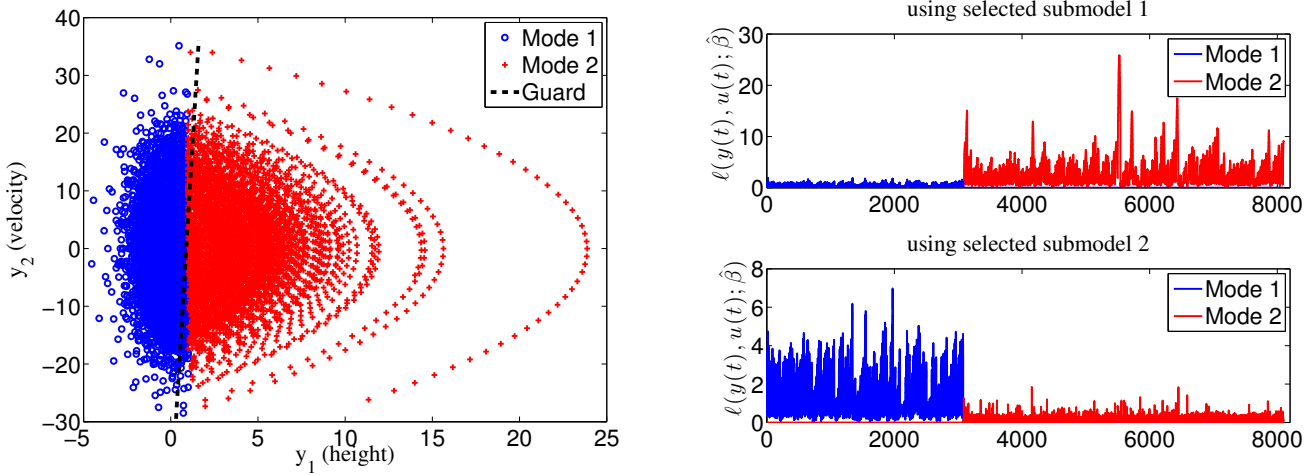 40
30
20
10
0
−10
−20
−30
−5
0
5
10
15
20
25
y₂ (velocity)
y₁ (height)
Mode 1
Mode 2
Guard
using selected submodel 1
30
20
10
0
0
2000
4000
6000
8000
ℓ(y(t), u(t); β̂)
Mode 1
Mode 2
using selected submodel 2
8
6
4
2
0
0
2000
4000
6000
8000
ℓ(y(t), u(t); β̂)
Mode 1
Mode 2